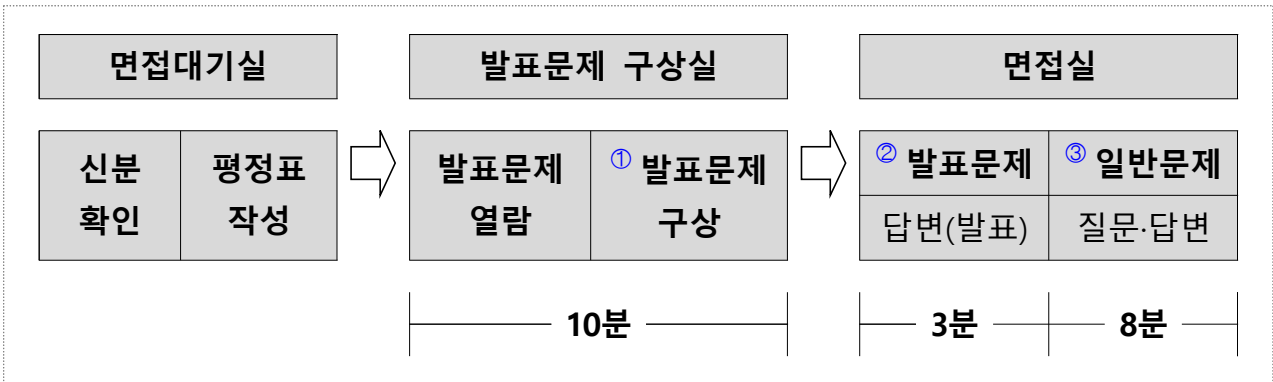 면접대기실
발표문제 구상실
면접실
신분
확인
평정표
작성
발표문제
열람
① 발표문제
구상
② 발표문제
답변(발표)
③ 일반문제
질문·답변
10분
3분
8분